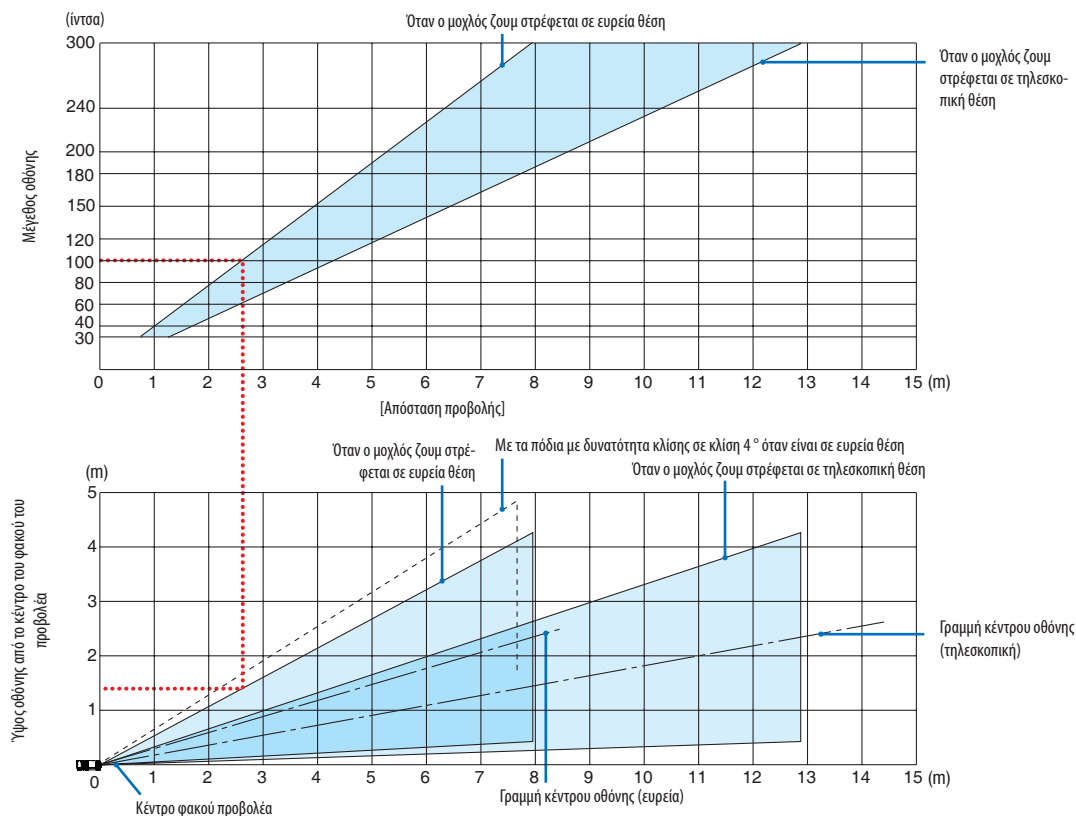 (ίντσα)
Όταν ο μοχλός ζουμ στρέφεται σε ευρεία θέση
300
240
200
180
150
120
100
80
60
40
30
Μέγεθος οθόνης
Όταν ο μοχλός ζουμ
στρέφεται σε τηλεσκο-
πική θέση
0 1 2 3 4 5 6 7 8 9 10 11 12 13 14 15 (m)
[Απόσταση προβολής]
Όταν ο μοχλός ζουμ στρέ-
φεται σε ευρεία θέση
Με τα πόδια με δυνατότητα κλίσης σε κλίση 4 ° όταν είναι σε ευρεία θέση
Όταν ο μοχλός ζουμ στρέφεται σε τηλεσκοπική θέση
(m)
5
4
3
2
1
Ύψος οθόνης από το κέντρο του φακού του
προβολέα
Γραμμή κέντρου οθόνης
(τηλεσκοπική)
0 1 2 3 4 5 6 7 8 9 10 11 12 13 14 15 (m)
Γραμμή κέντρου οθόνης (ευρεία)
Κέντρο φακού προβολέα